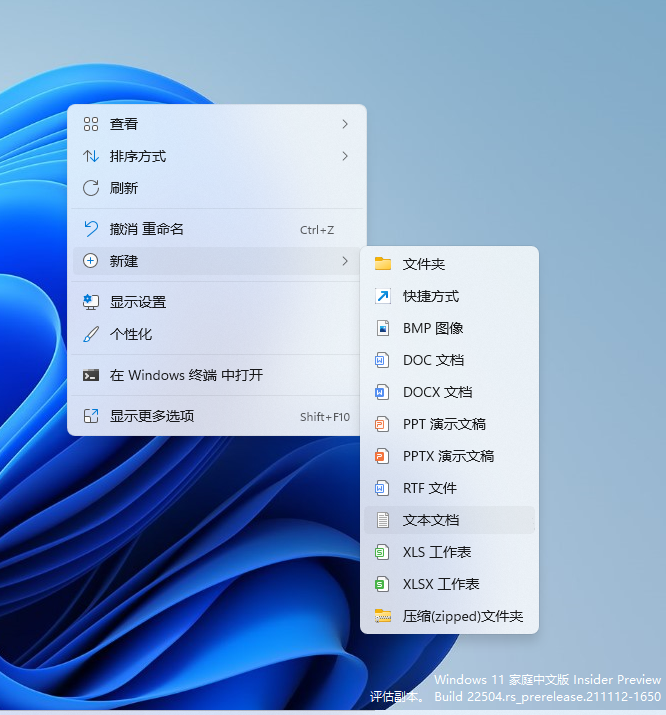 查看
排序方式
刷新
撤消 重命名 Ctrl+Z
新建
显示设置
个性化
在 Windows 终端 中打开
显示更多选项 Shift+F10
文件夹
快捷方式
BMP 图像
DOC 文档
DOCX 文档
PPT 演示文稿
PPTX 演示文稿
RTF 文件
文本文档
XLS 工作表
XLSX 工作表
压缩(zipped)文件夹
Windows 11 家庭中文版 Insider Preview
评估副本。 Build 22504.rs_prerelease.211112-1650